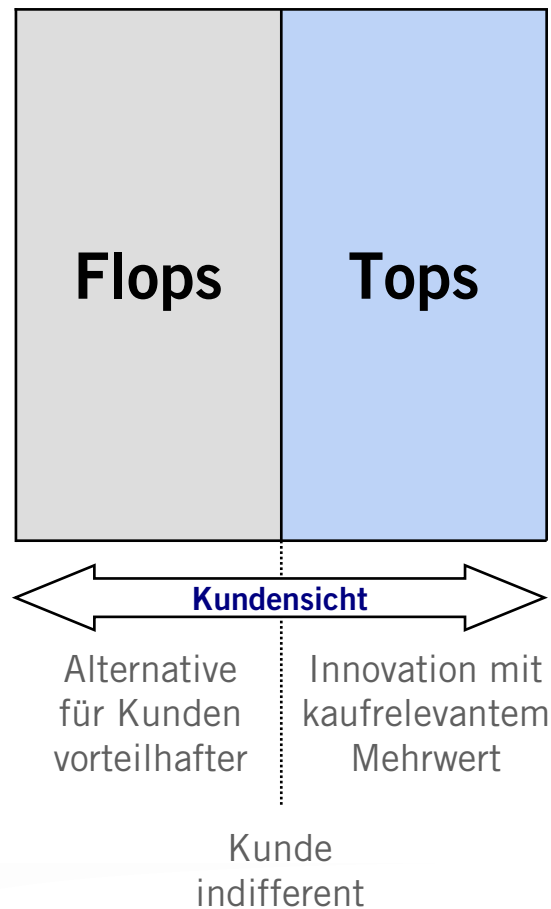 Flops
Tops
Kundensicht
Alternative
für Kunden
vorteilhafter
Innovation mit
kaufrelevantem
Mehrwert
Kunde
indifferent